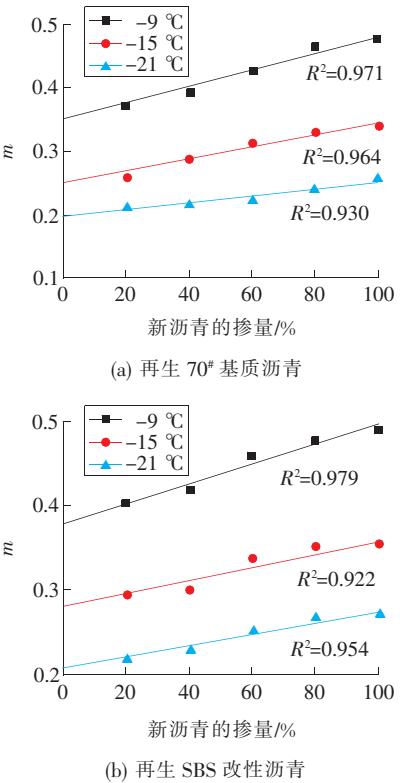 0.5
-9 ℃
-15 ℃
-21 ℃
0.4
R²=0.971
0.3
m
R²=0.964
0.2
R²=0.930
0.1
0 20 40 60 80 100
新沥青的掺量/%
(a) 再生 70# 基质沥青
0.5
-9 ℃
-15 ℃
-21 ℃
R²=0.979
0.4
m
0.3
R²=0.922
R²=0.954
0.2
0 20 40 60 80 100
新沥青的掺量/%
(b) 再生 SBS 改性沥青